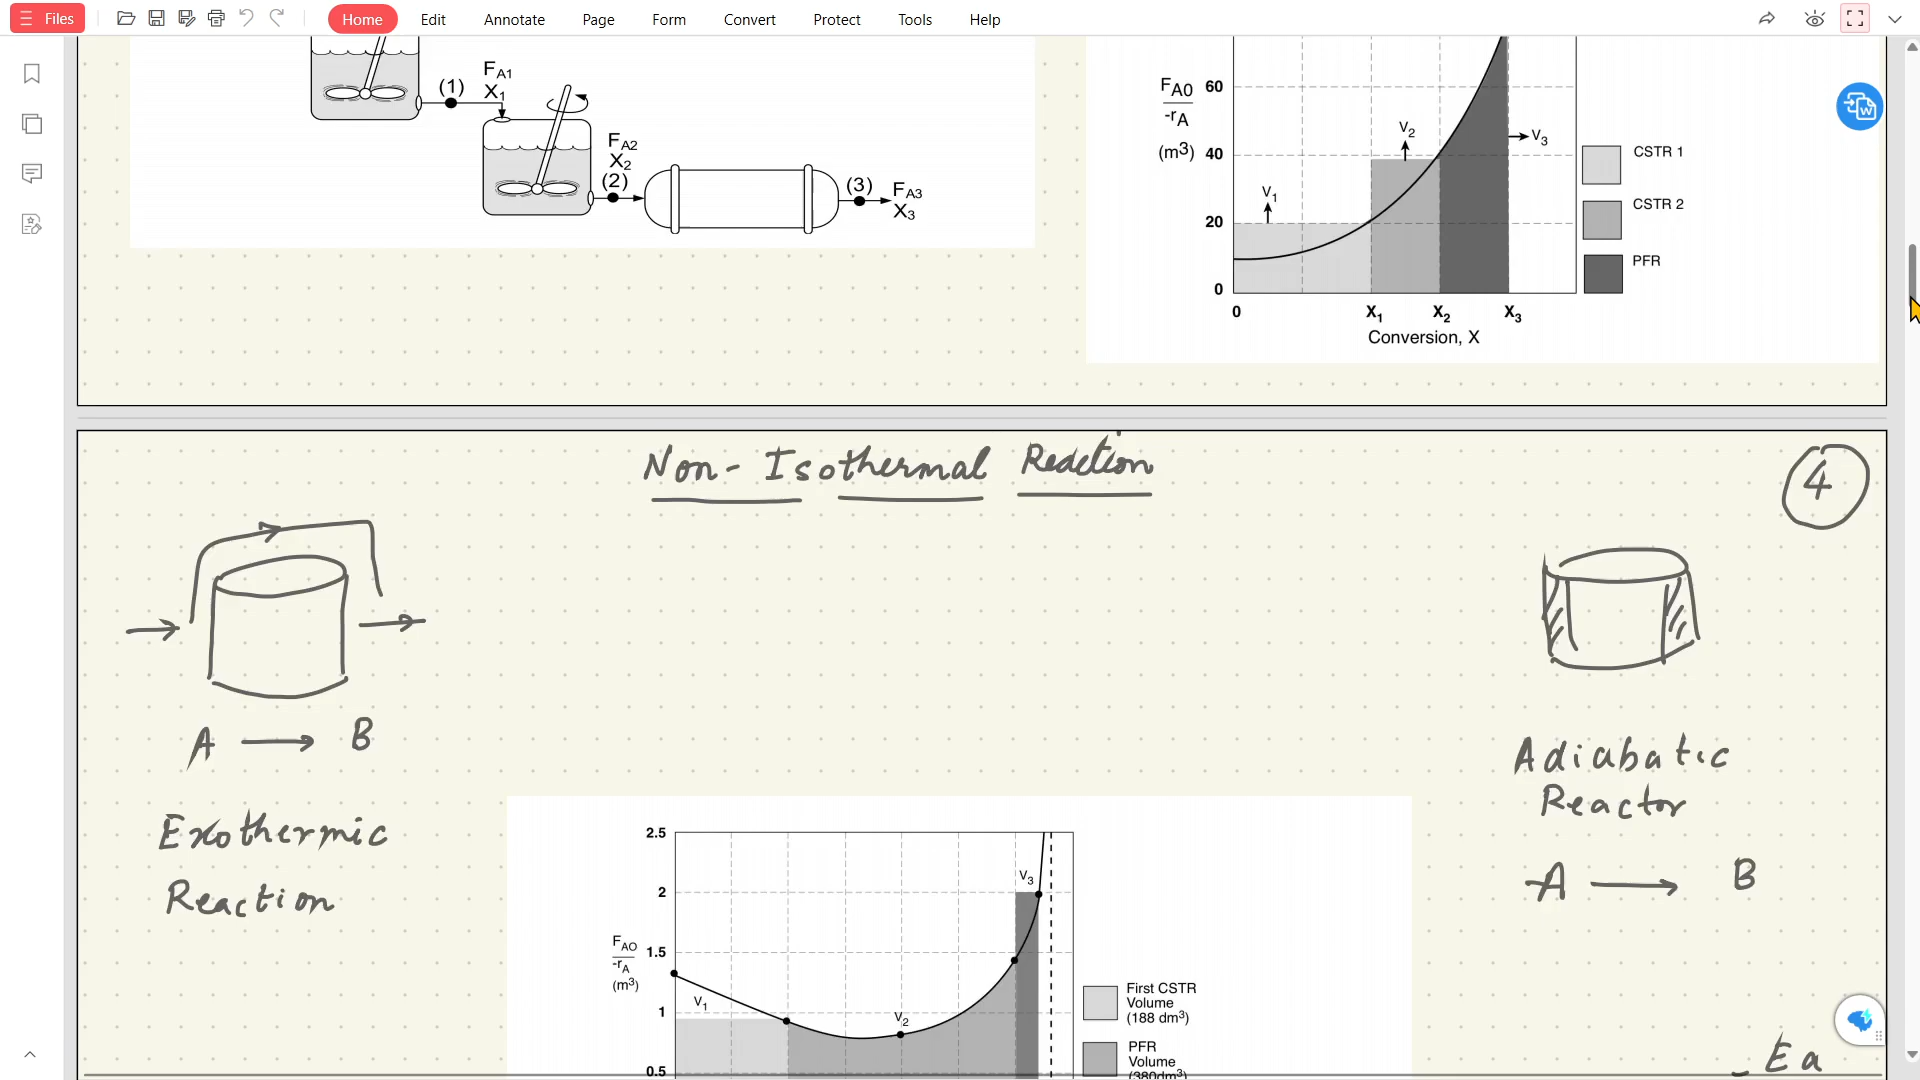 Files
Home
Edit
Annotate
Page
Form
Convert
Protect
Tools
Help
(1)
FA1
X1
FA2
X2
(2)
(3)
FA3
X3
FA0
-rA
(m3)
60
40
20
0
V1
V2
V3
0
X1
X2
X3
Conversion, X
CSTR 1
CSTR 2
PFR
Non-Isothermal Reaction
4
A → B
Exothermic
Reaction
Adiabatic
Reactor
A → B
2.5
2
1.5
1
0.5
FAO
-rA
(m3)
V1
V2
V3
First CSTR
Volume
(188 dm3)
PFR
Volume
(380dm3)
- Ea
W